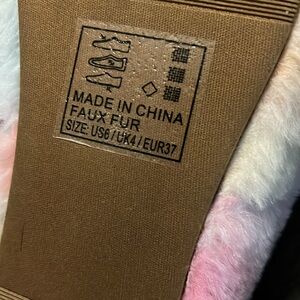 MADE IN CHINA
FAUX FUR
SIZE: US6 / UK4 / EUR37